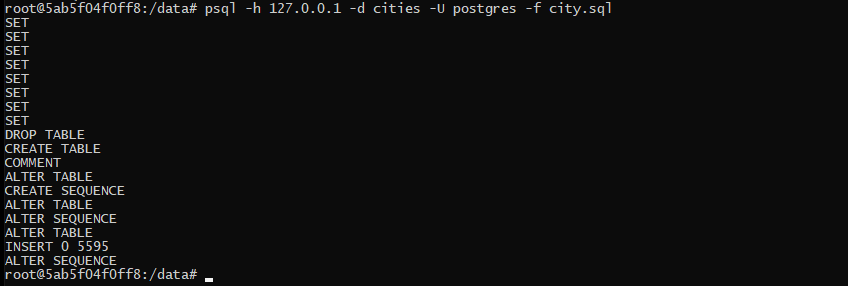 root@5ab5f04f0ff8:/data# psql -h 127.0.0.1 -d cities -U postgres -f city.sql
SET
SET
SET
SET
SET
SET
SET
SET
DROP TABLE
CREATE TABLE
COMMENT
ALTER TABLE
CREATE SEQUENCE
ALTER TABLE
ALTER SEQUENCE
ALTER TABLE
INSERT 0 5595
ALTER SEQUENCE
root@5ab5f04f0ff8:/data#